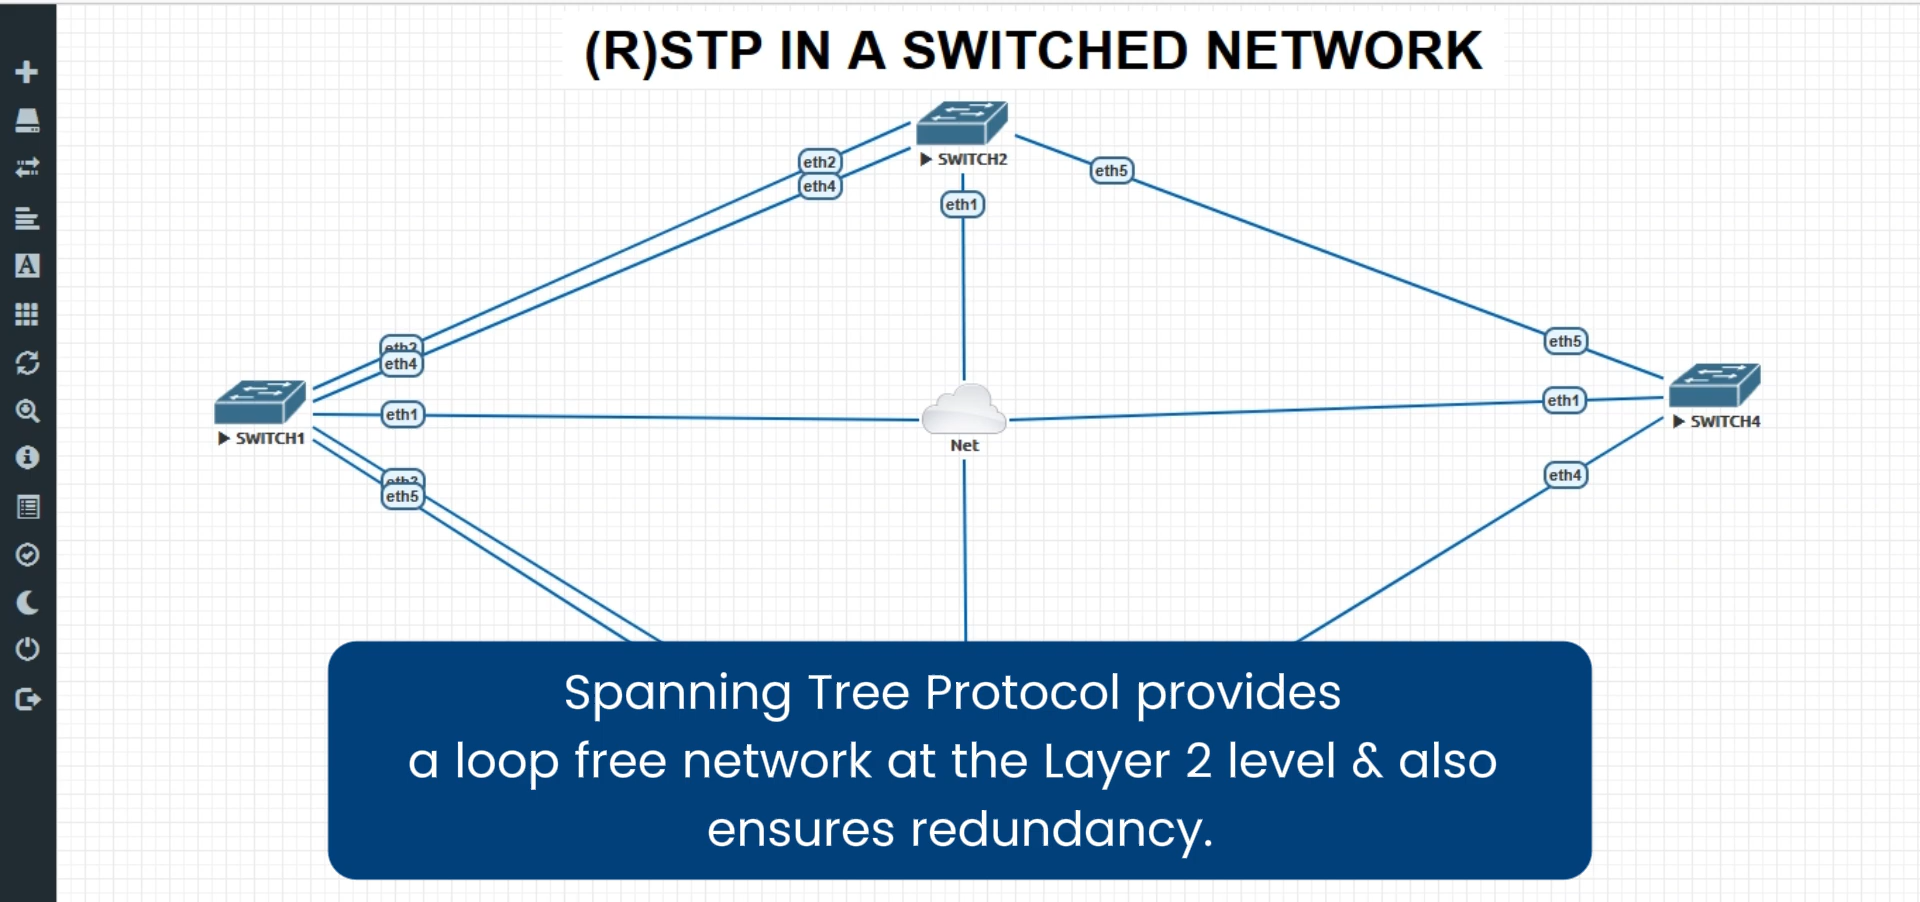 (R)STP IN A SWITCHED NETWORK
SWITCH2
eth2
eth4
eth5
eth1
eth5
eth4
eth1
eth1
SWITCH1
SWITCH4
Net
eth5
eth4
Spanning Tree Protocol provides
a loop free network at the Layer 2 level & also
ensures redundancy.